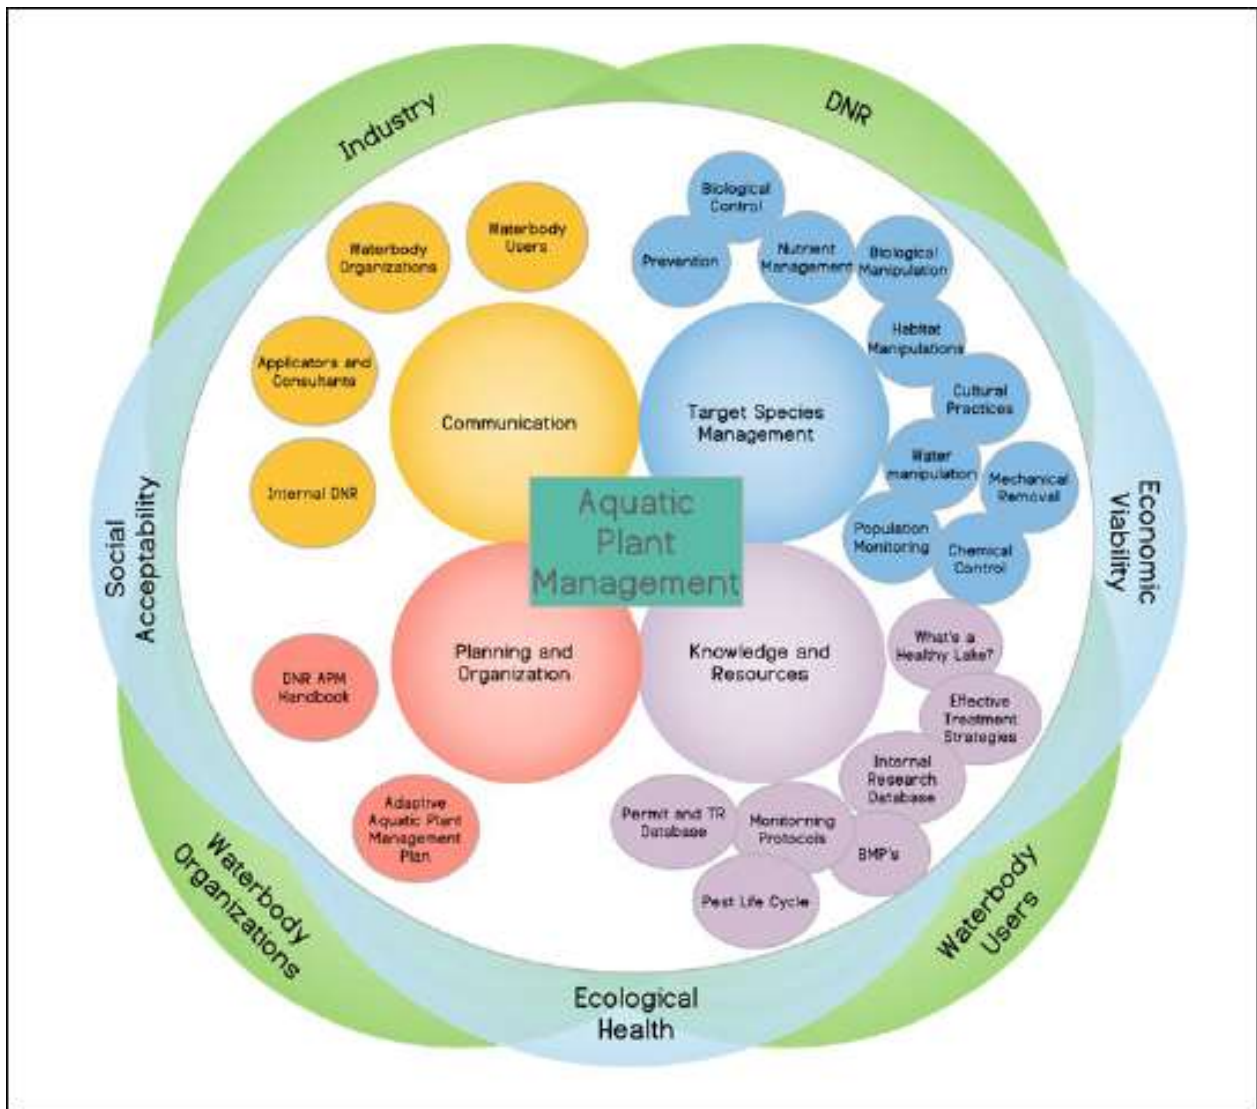 Industry
DNR
Biological
Control
Waterbody
Users
Waterbody
Organizations
Prevention
Nutrient
Management
Biological
Manipulation
Habitat
Manipulations
Applicators and
Consultants
Cultural
Practices
Communication
Target Species
Management
Water
manipulation
Mechanical
Removal
Internal DNR
Aquatic
Plant
Management
Population
Monitoring
Chemical
Control
Social
Acceptability
Economic
Viability
Planning and
Organization
Knowledge and
Resources
What's a
Healthy Lake?
DNR APM
Handbook
Effective
Treatment
Strategies
Internal
Research
Database
Adaptive
Aquatic Plant
Management
Plan
Permit and TR
Database
Monitorning
Protocols
BMP's
Pest Life Cycle
Waterbody
Organizations
Waterbody
Users
Ecological
Health